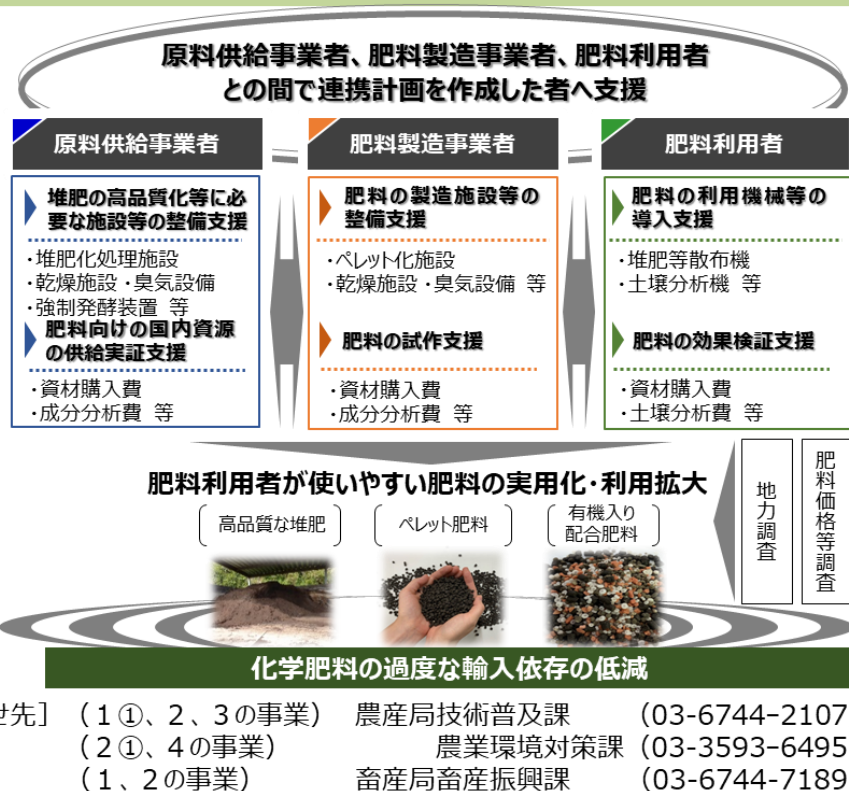 原料供給事業者、肥料製造事業者、肥料利用者
との間で連携計画を作成した者へ支援
原料供給事業者
堆肥の高品質化等に必
要な施設等の整備支援
・堆肥化処理施設
・乾燥施設・臭気設備
・強制発酵装置 等
肥料向けの国内資源
の供給実証支援
・資材購入費
・成分分析費 等
肥料製造事業者
肥料の製造施設等の
整備支援
・ペレット化施設
・乾燥施設・臭気設備 等
肥料の試作支援
・資材購入費
・成分分析費 等
肥料利用者
肥料の利用機械等の
導入支援
・堆肥等散布機
・土壌分析機 等
肥料の効果検証支援
・資材購入費
・土壌分析費 等
肥料利用者が使いやすい肥料の実用化・利用拡大
高品質な堆肥
ペレット肥料
有機入り
配合肥料
地力調査
肥料価格等調査
化学肥料の過度な輸入依存の低減
せ先］ （１①、２、３の事業） 農産局技術普及課 （03-6744-2107
（２①、４の事業） 農業環境対策課 （03-3593-6495
（１、２の事業） 畜産局畜産振興課 （03-6744-7189